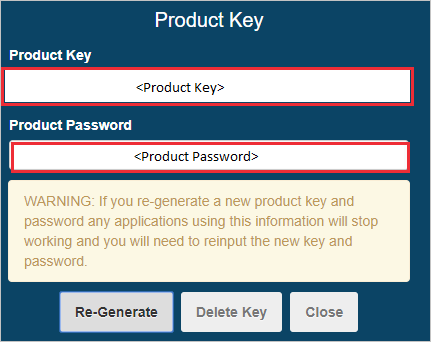 Product Key
Product Key
<Product Key>
Product Password
<Product Password>
WARNING: If you re-generate a new product key and
password any applications using this information will stop
working and you will need to reinput the new key and
password.
Re-Generate Delete Key Close